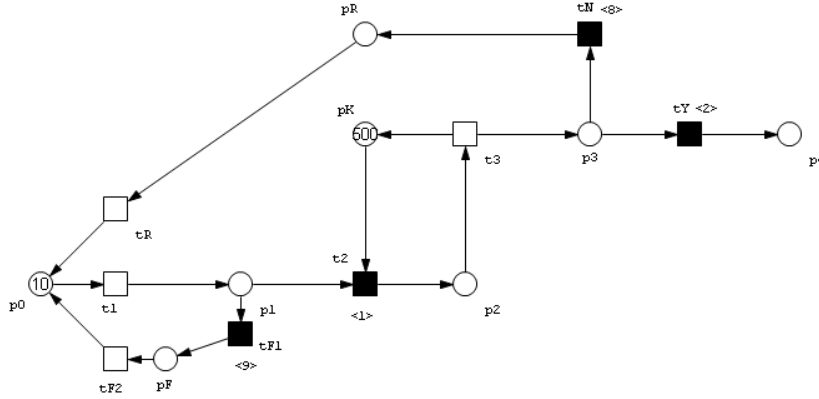 tN <8>
pR
pK
tY <2>
500
t3
p3
tR
t2
10
p0
t1
p1
<1>
p2
tF1
<9>
tF2
pF